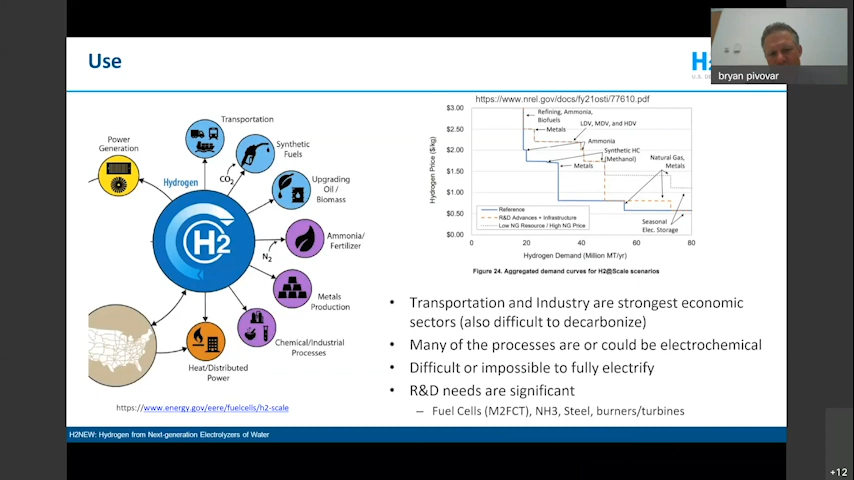 Use
H2
U.S. D
bryan pivovar
Transportation
Power
Generation
Synthetic
Fuels
CO2
Hydrogen
Upgrading
Oil /
Biomass
H2
Ammonia/
Fertilizer
N2
Metals
Production
Chemical/Industrial
Processes
Heat/Distributed
Power
https://www.energy.gov/eere/fuelcells/h2-scale
https://www.nrel.gov/docs/fy21osti/77610.pdf
$3.00
$2.50
$2.00
$1.50
$1.00
$0.50
$0.00
Hydrogen Price ($/kg)
Refining, Ammonia,
Biofuels
LDV, MDV, and HDV
Metals
Ammonia
Synthetic HC
(Methanol)
Metals
Natural Gas,
Metals
Reference
R&D Advances + Infrastructure
Low NG Resource / High NG Price
Seasonal
Elec. Storage
0 20 40 60 80
Hydrogen Demand (Million MT/yr)
Figure 24. Aggregated demand curves for H2@Scale scenarios
• Transportation and Industry are strongest economic
sectors (also difficult to decarbonize)
• Many of the processes are or could be electrochemical
• Difficult or impossible to fully electrify
• R&D needs are significant
– Fuel Cells (M2FCT), NH3, Steel, burners/turbines
H2NEW: Hydrogen from Next-generation Electrolyzers of Water
+12